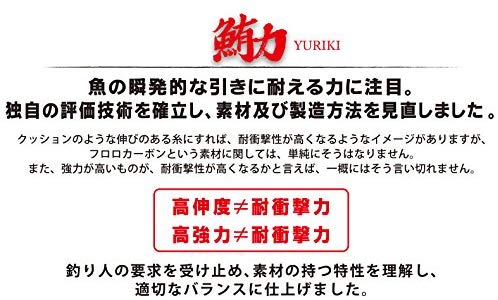 鮪力 YURIKI
魚の瞬発的な引きに耐える力に注目。
独自の評価技術を確立し、素材及び製造方法を見直しました。
クッションのような伸びのある糸にすれば、耐衝撃性が高くなるようなイメージがありますが、
フロロカーボンという素材に関しては、単純にそうはなりません。
また、強力が高いものが、耐衝撃性が高くなるかと言えば、一概にはそう言い切れません。
高伸度≠耐衝撃力
高強力≠耐衝撃力
釣り人の要求を受け止め、素材の持つ特性を理解し、
適切なバランスに仕上げました。